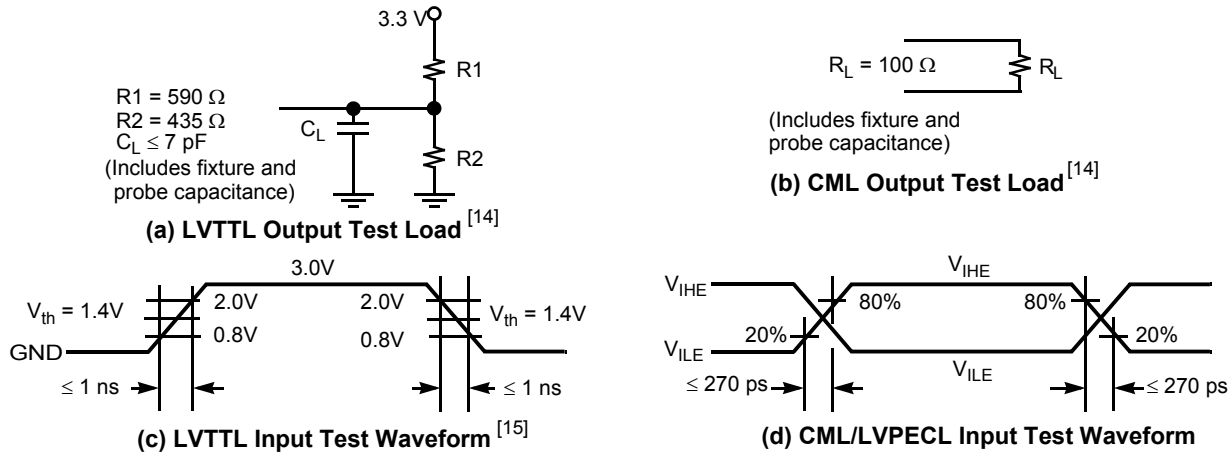 3.3 V
R1
R1 = 590 Ω
R2 = 435 Ω
C_L ≤ 7 pF
(Includes fixture and
probe capacitance)
C_L
R2
(a) LVTTL Output Test Load [14]
R_L = 100 Ω
R_L
(Includes fixture and
probe capacitance)
(b) CML Output Test Load [14]
3.0V
V_th = 1.4V
2.0V
0.8V
2.0V
0.8V
V_th = 1.4V
GND
≤ 1 ns
≤ 1 ns
(c) LVTTL Input Test Waveform [15]
V_IHE
V_IHE
80%
80%
20%
20%
V_ILE
V_ILE
≤ 270 ps
≤ 270 ps
(d) CML/LVPECL Input Test Waveform